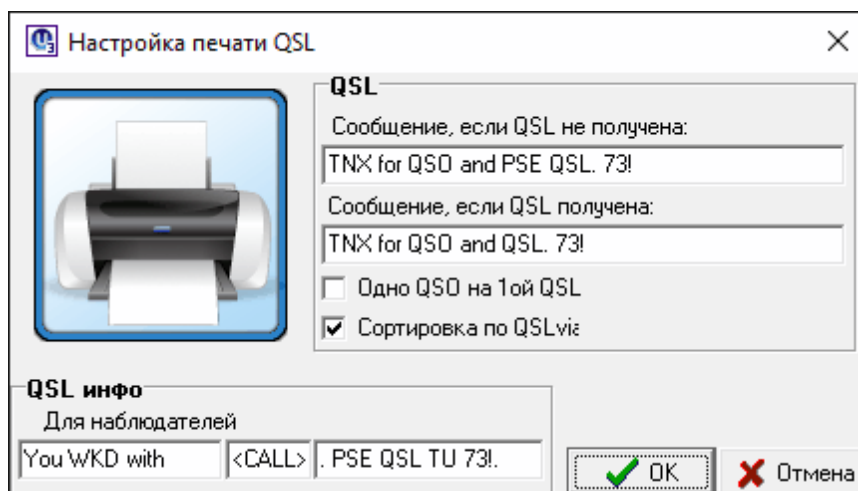 Настройка печати QSL
QSL
Сообщение, если QSL не получена:
TNX for QSO and PSE QSL. 73!
Сообщение, если QSL получена:
TNX for QSO and QSL. 73!
Одно QSO на 1ой QSL
Сортировка по QSLvia
QSL инфо
Для наблюдателей
You WKD with <CALL> . PSE QSL TU 73!.
OK Отмена